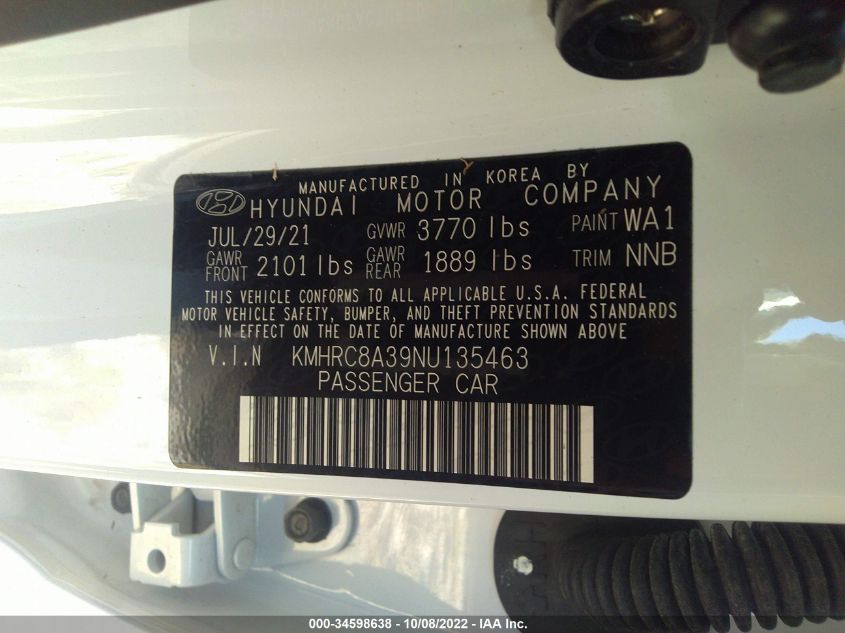 MANUFACTURED IN KOREA BY
HYUNDAI MOTOR COMPANY
JUL/29/21 GVWR 3770 lbs PAINT WA1
GAWR FRONT 2101 lbs GAWR REAR 1889 lbs TRIM NNB
THIS VEHICLE CONFORMS TO ALL APPLICABLE U.S.A. FEDERAL
MOTOR VEHICLE SAFETY, BUMPER, AND THEFT PREVENTION STANDARDS
IN EFFECT ON THE DATE OF MANUFACTURE SHOWN ABOVE
V.I.N KMHRC8A39NU135463
PASSENGER CAR
000-34598638 - 10/08/2022 - IAA Inc.